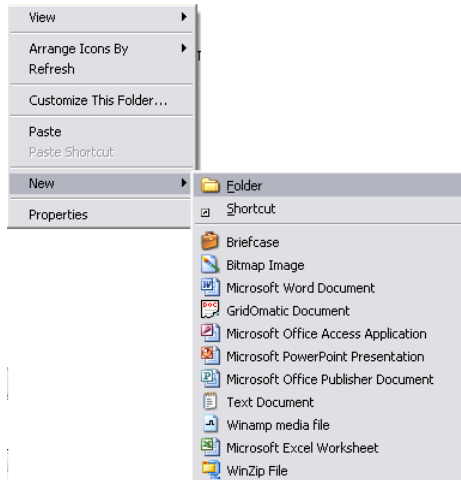 View
Arrange Icons By
Refresh
Customize This Folder...
Paste
Paste Shortcut
New
Properties
Folder
Shortcut
Briefcase
Bitmap Image
Microsoft Word Document
GridOmatic Document
Microsoft Office Access Application
Microsoft PowerPoint Presentation
Microsoft Office Publisher Document
Text Document
Winamp media file
Microsoft Excel Worksheet
WinZip File